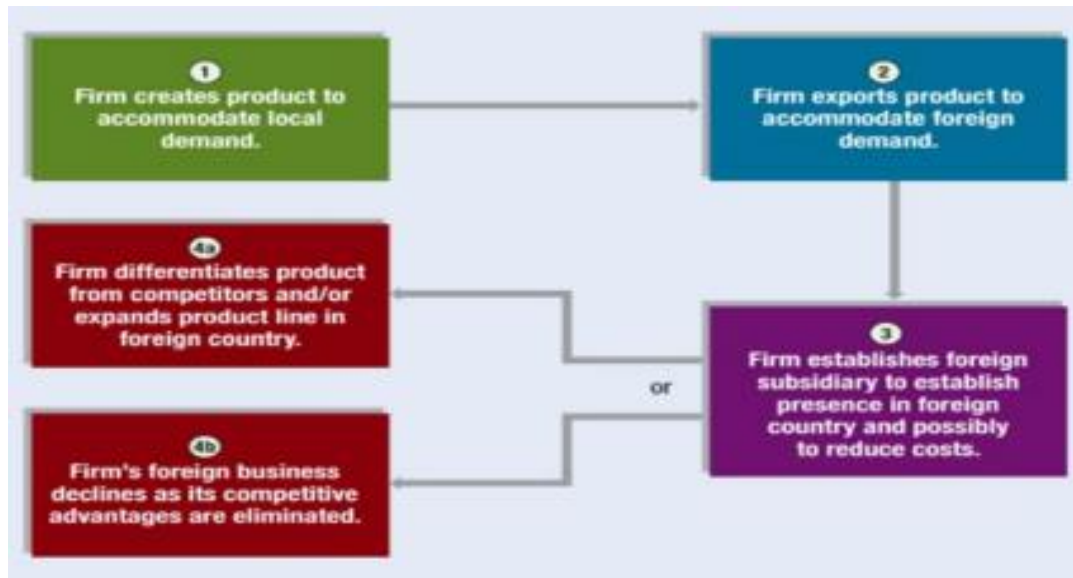 1
Firm creates product to
accommodate local
demand.
2
Firm exports product to
accommodate foreign
demand.
4a
Firm differentiates product
from competitors and/or
expands product line in
foreign country.
or
3
Firm establishes foreign
subsidiary to establish
presence in foreign
country and possibly
to reduce costs.
4b
Firm's foreign business
declines as its competitive
advantages are eliminated.